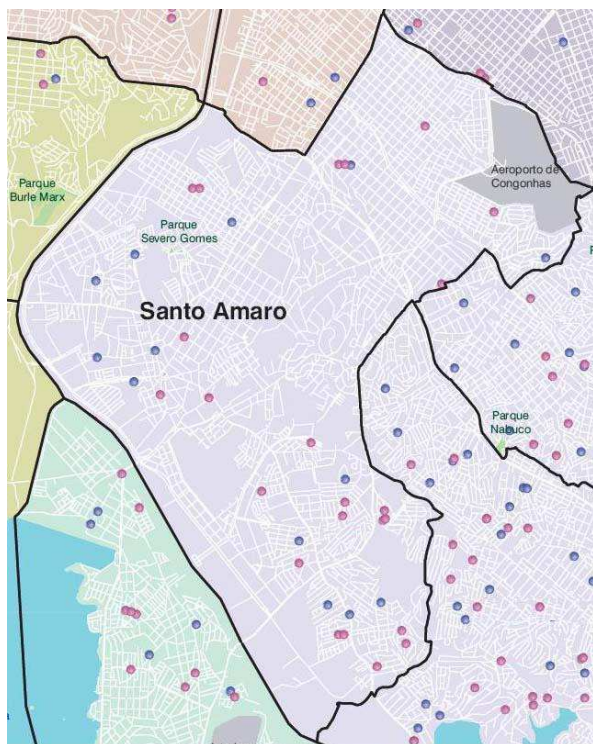 Aeroporto de
Congonhas
Parque
Burle Marx
Parque
Severo Gomes
Santo Amaro
Parque
Nabuco